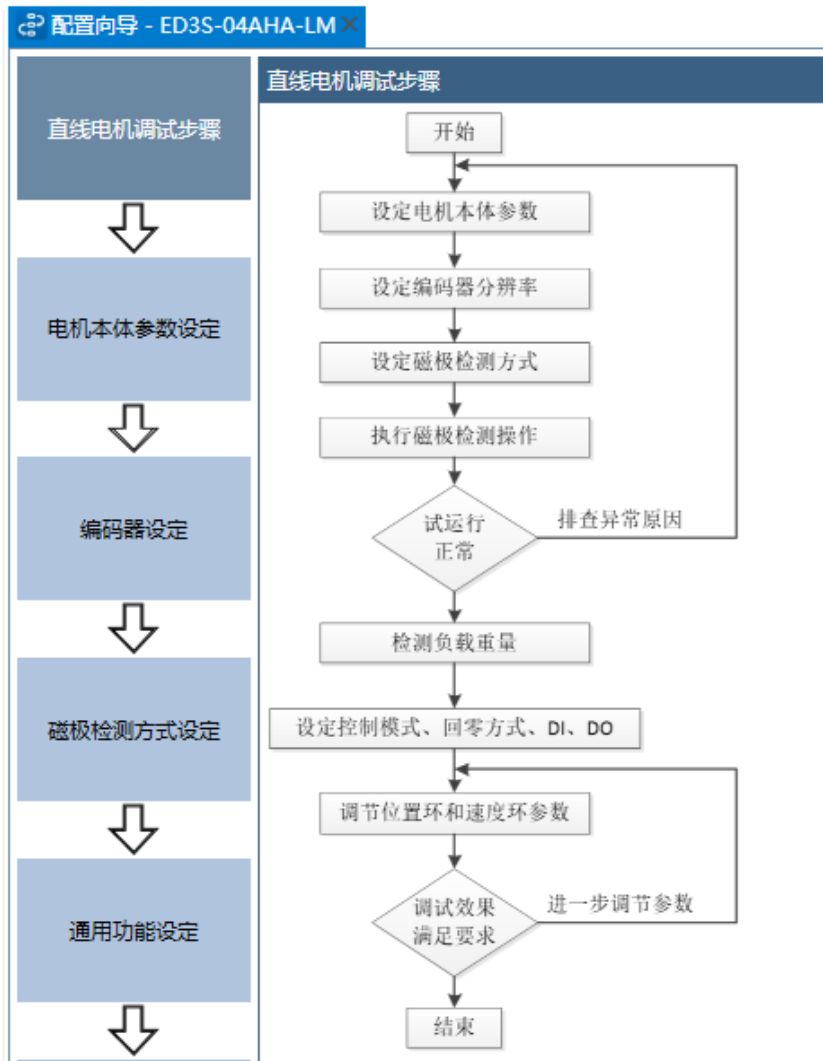 配置向导 - ED3S-04AHA-LM
直线电机调试步骤
电机本体参数设定
编码器设定
磁极检测方式设定
通用功能设定
直线电机调试步骤
开始
设定电机本体参数
设定编码器分辨率
设定磁极检测方式
执行磁极检测操作
试运行
正常
排查异常原因
检测负载重量
设定控制模式、回零方式、DI、DO
调节位置环和速度环参数
调试效果
满足要求
进一步调节参数
结束